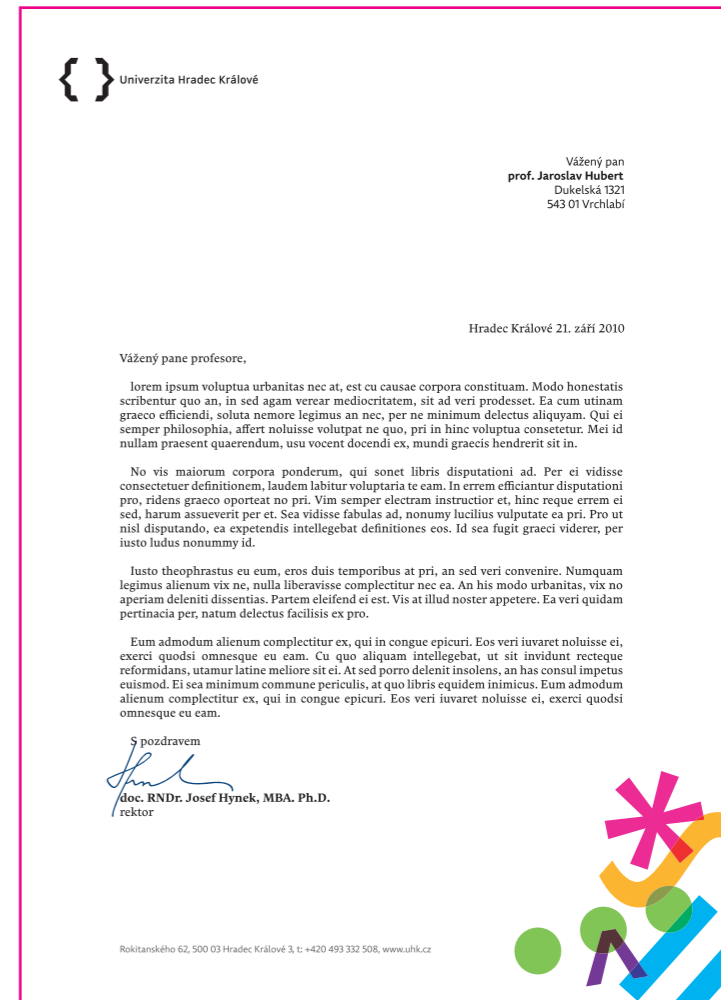 { } Univerzita Hradec Králové
Vážený pan
prof. Jaroslav Hubert
Dukelská 1321
543 01 Vrchlabí
Hradec Králové 21. září 2010
Vážený pane profesore,
lorem ipsum voluptua urbanitas nec at, est cu causae corpora constituam. Modo honestatis
scribentur quo an, in sed agam verear mediocritatem, sit ad veri prodesset. Ea cum utinam
graeco efficiendi, soluta nemore legimus an nec, per ne minimum delectus aliquyam. Qui ei
semper philosophia, affert noluisse volutpat ne quo, pri in hinc voluptua consetetur. Mei id
nullam praesent quaerendum, usu vocent docendi ex, mundi graecis hendrerit sit in.
No vis maiorum corpora ponderum, qui sonet libris disputationi ad. Per ei vidisse
consectetuer definitionem, laudem labitur voluptaria te eam. In errem efficiantur disputationi
pro, ridens graeco oporteat no pri. Vim semper electram instructior et, hinc reque errem ei
sed, harum assueverit per et. Sea vidisse fabulas ad, nonumy lucilius vulputate ea pri. Pro ut
nisl disputando, ea expetendis intellegebat definitiones eos. Id sea fugit graeci viderer, per
iusto ludus nonummy id.
Iusto theophrastus eu eum, eros duis temporibus at pri, an sed veri convenire. Numquam
legimus alienum vix ne, nulla liberavisse complectitur nec ea. An his modo urbanitas, vix no
aperiam deleniti dissentias. Partem eleifend ei est. Vis at illud noster appetere. Ea veri quidam
pertinacia per, natum delectus facilisis ex pro.
Eum admodum alienum complectitur ex, qui in congue epicuri. Eos veri iuvaret noluisse ei,
exerci quodsi omnesque eu eam. Cu quo aliquam intellegebat, ut sit invidunt recteque
reformidans, utamur latine meliore sit ei. At sed porro delenit insolens, an has consul impetus
euismod. Ei sea minimum commune periculis, at quo libris equidem inimicus. Eum admodum
alienum complectitur ex, qui in congue epicuri. Eos veri iuvaret noluisse ei, exerci quodsi
omnesque eu eam.
S pozdravem
doc. RNDr. Josef Hynek, MBA. Ph.D.
rektor
Rokitanského 62, 500 03 Hradec Králové 3, t: +420 493 332 508, www.uhk.cz